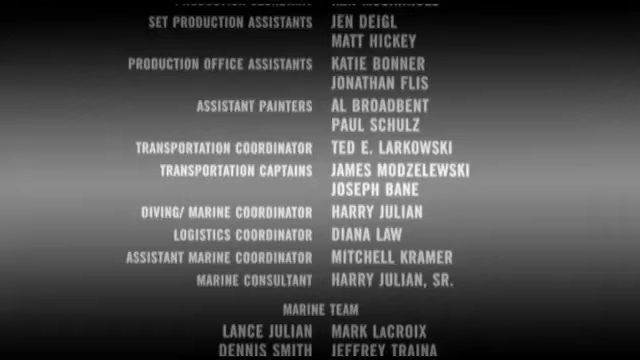 SET PRODUCTION ASSISTANTS JEN DEIGL
MATT HICKEY
PRODUCTION OFFICE ASSISTANTS KATIE BONNER
JONATHAN FLIS
ASSISTANT PAINTERS AL BROADBENT
PAUL SCHULZ
TRANSPORTATION COORDINATOR TED E. LARKOWSKI
TRANSPORTATION CAPTAINS JAMES MODZELEWSKI
JOSEPH BANE
DIVING/ MARINE COORDINATOR HARRY JULIAN
LOGISTICS COORDINATOR DIANA LAW
ASSISTANT MARINE COORDINATOR MITCHELL KRAMER
MARINE CONSULTANT HARRY JULIAN, SR.
MARINE TEAM
LANCE JULIAN MARK LaCROIX
DENNIS SMITH JEFFREY TRAINA